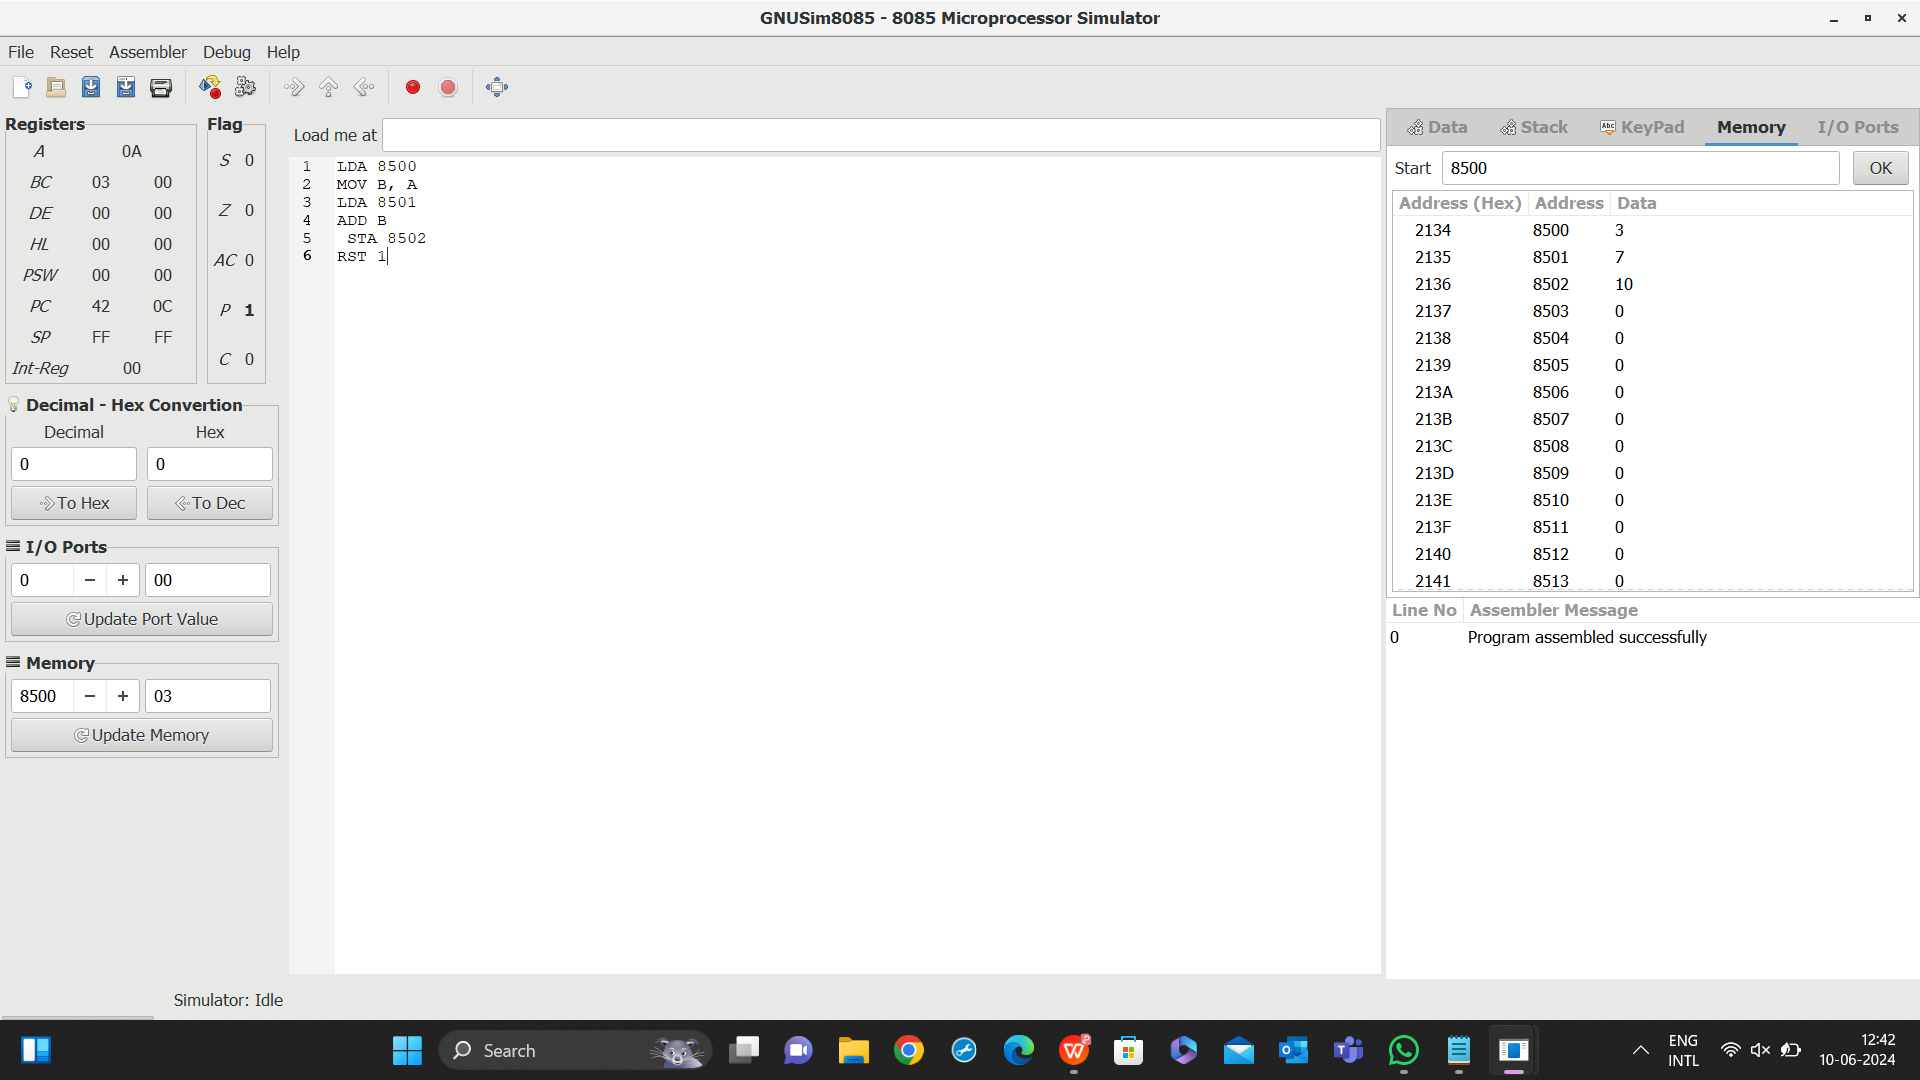 GNUSim8085 - 8085 Microprocessor Simulator
File Reset Assembler Debug Help
Registers
A 0A
BC 03 00
DE 00 00
HL 00 00
PSW 00 00
PC 42 0C
SP FF FF
Int-Reg 00
Flag
S 0
Z 0
AC 0
P 1
C 0
Decimal - Hex Convertion
Decimal Hex
0 0
To Hex To Dec
I/O Ports
0 − + 00
Update Port Value
Memory
8500 − + 03
Update Memory
Load me at
1 LDA 8500
2 MOV B, A
3 LDA 8501
4 ADD B
5 STA 8502
6 RST 1
Data Stack Abc KeyPad Memory I/O Ports
Start 8500 OK
Address (Hex) Address Data
2134 8500 3
2135 8501 7
2136 8502 10
2137 8503 0
2138 8504 0
2139 8505 0
213A 8506 0
213B 8507 0
213C 8508 0
213D 8509 0
213E 8510 0
213F 8511 0
2140 8512 0
2141 8513 0
Line No Assembler Message
0 Program assembled successfully
Simulator: Idle
Search
ENG
INTL
12:42
10-06-2024